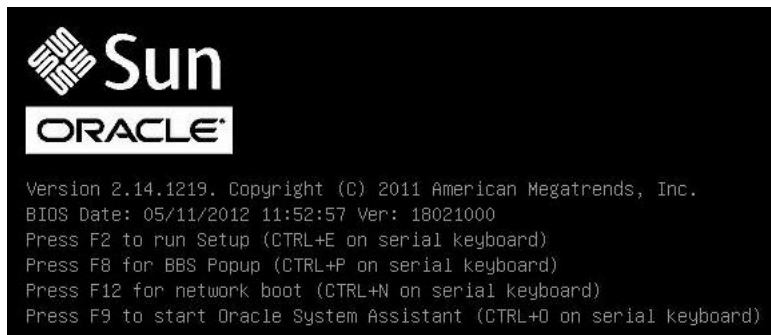 Sun
ORACLE
Version 2.14.1219. Copyright (C) 2011 American Megatrends, Inc.
BIOS Date: 05/11/2012 11:52:57 Ver: 18021000
Press F2 to run Setup (CTRL+E on serial keyboard)
Press F8 for BBS Popup (CTRL+P on serial keyboard)
Press F12 for network boot (CTRL+N on serial keyboard)
Press F9 to start Oracle System Assistant (CTRL+O on serial keyboard)